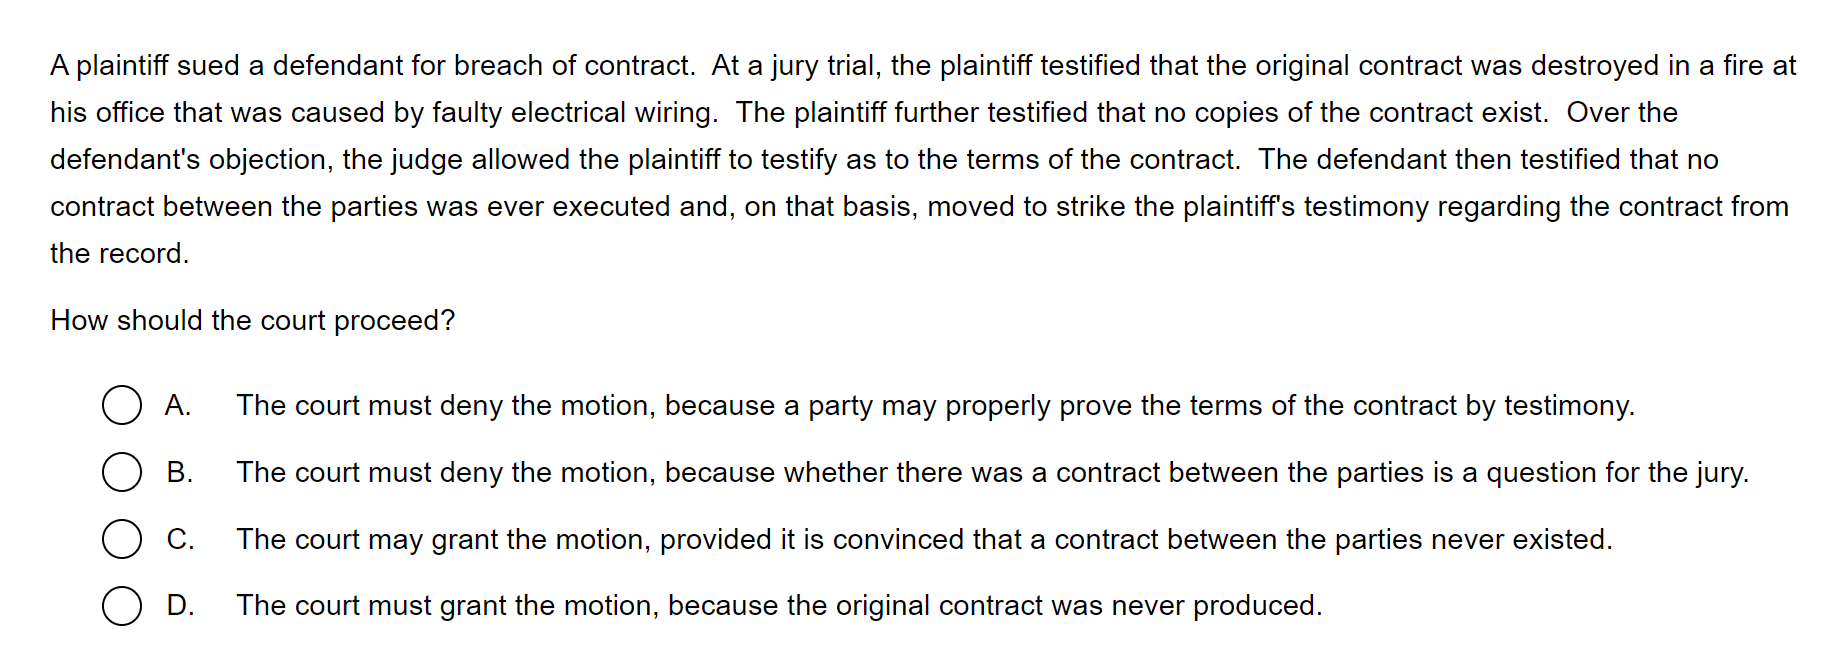 A plaintiff sued a defendant for breach of contract.  At a jury trial, the plaintiff testified that the original contract was destroyed in a fire at
his office that was caused by faulty electrical wiring.  The plaintiff further testified that no copies of the contract exist.  Over the
defendant's objection, the judge allowed the plaintiff to testify as to the terms of the contract.  The defendant then testified that no
contract between the parties was ever executed and, on that basis, moved to strike the plaintiff's testimony regarding the contract from
the record.
How should the court proceed?
A. The court must deny the motion, because a party may properly prove the terms of the contract by testimony.
B. The court must deny the motion, because whether there was a contract between the parties is a question for the jury.
C. The court may grant the motion, provided it is convinced that a contract between the parties never existed.
D. The court must grant the motion, because the original contract was never produced.